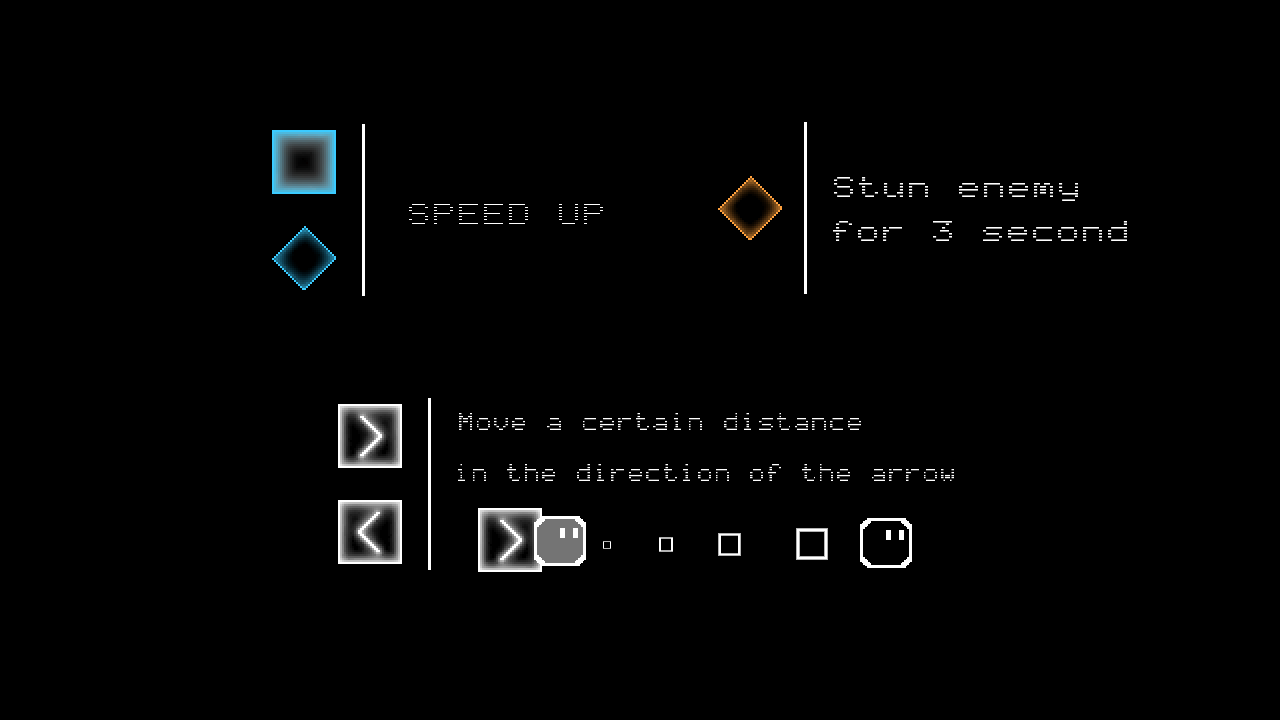 SPEED UP
Stun enemy
for 3 second
Move a certain distance
in the direction of the arrow